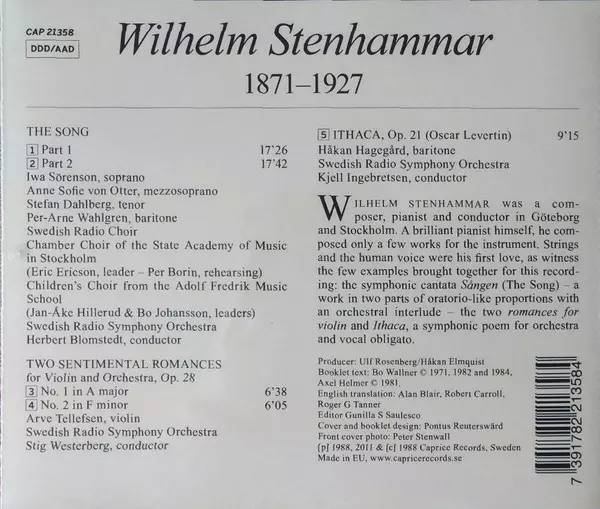 CAP 21358
DDD/AAD
Wilhelm Stenhammar
1871–1927
THE SONG
1 Part 1 17'26
2 Part 2 17'42
Iwa Sörenson, soprano
Anne Sofie von Otter, mezzosoprano
Stefan Dahlberg, tenor
Per-Arne Wahlgren, baritone
Swedish Radio Choir
Chamber Choir of the State Academy of Music
in Stockholm
(Eric Ericson, leader – Per Borin, rehearsing)
Children's Choir from the Adolf Fredrik Music
School
(Jan-Åke Hillerud & Bo Johansson, leaders)
Swedish Radio Symphony Orchestra
Herbert Blomstedt, conductor
TWO SENTIMENTAL ROMANCES
for Violin and Orchestra, Op. 28
3 No. 1 in A major 6'38
4 No. 2 in F minor 6'05
Arve Tellefsen, violin
Swedish Radio Symphony Orchestra
Stig Westerberg, conductor
5 ITHACA, Op. 21 (Oscar Levertin) 9'15
Håkan Hagegård, baritone
Swedish Radio Symphony Orchestra
Kjell Ingebretsen, conductor
WILHELM STENHAMMAR was a com-
poser, pianist and conductor in Göteborg
and Stockholm. A brilliant pianist himself, he com-
posed only a few works for the instrument. Strings
and the human voice were his first love, as witness
the few examples brought together for this record-
ing: the symphonic cantata Sången (The Song) – a
work in two parts of oratorio-like proportions with
an orchestral interlude – the two romances for
violin and Ithaca, a symphonic poem for orchestra
and vocal obligato.
Producer: Ulf Rosenberg/Håkan Elmquist
Booklet text: Bo Wallner © 1971, 1982 and 1984,
Axel Helmer © 1981.
English translation: Alan Blair, Robert Carroll,
Roger G Tanner
Editor Gunilla S Saulesco
Cover and booklet design: Pontus Reuterswärd
Front cover photo: Peter Stenwall
[p] 1988, 2011 & [c] 1988 Caprice Records, Sweden
Made in EU, www.capricerecords.se
7 391782 213584